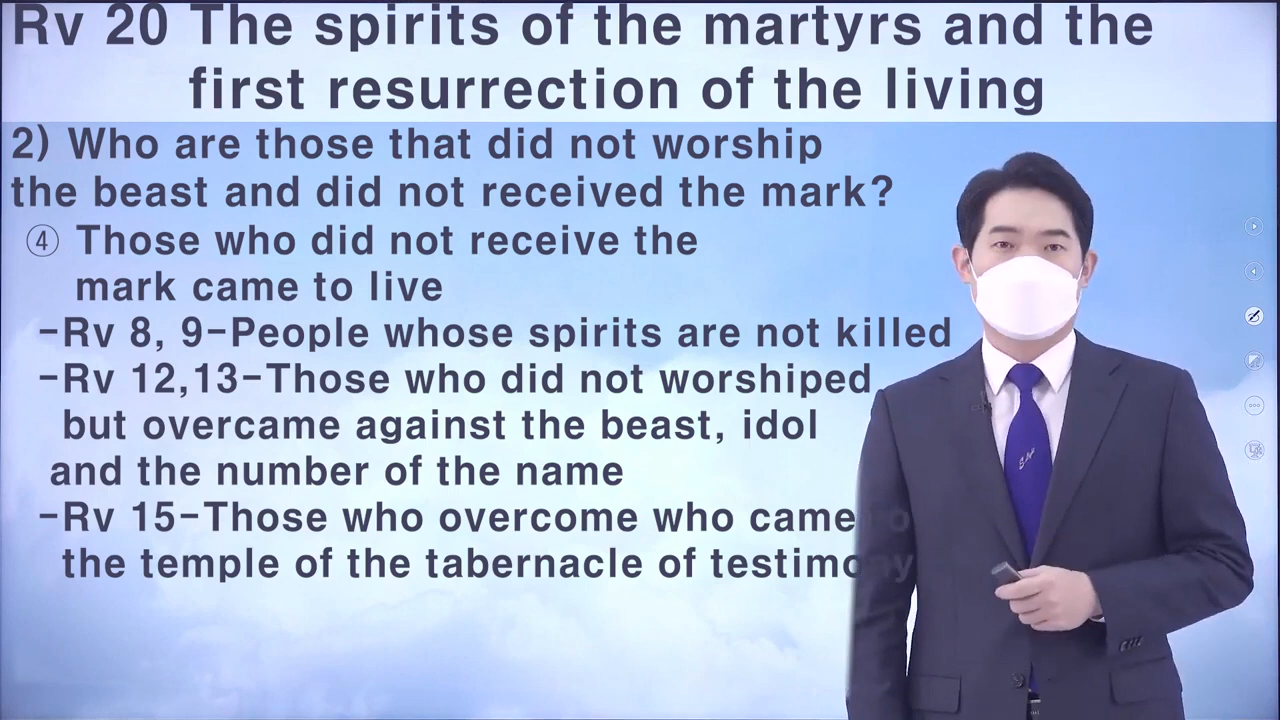 Rv 20 The spirits of the martyrs and the
first resurrection of the living
2) Who are those that did not worship
the beast and did not received the mark?
④ Those who did not receive the
mark came to live
-Rv 8, 9-People whose spirits are not killed
-Rv 12,13-Those who did not worshiped
but overcame against the beast, idol
and the number of the name
-Rv 15-Those who overcome who came to
the temple of the tabernacle of testimony